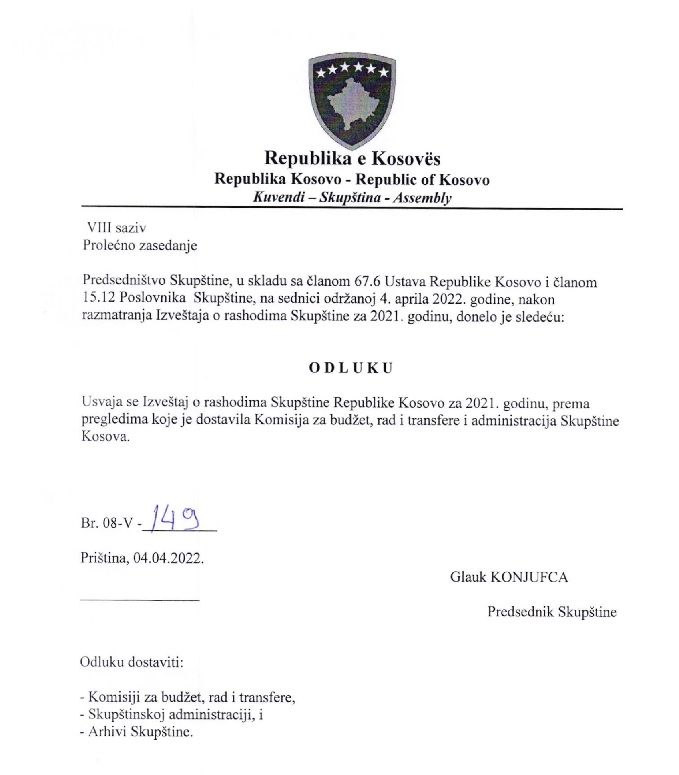 Republika e Kosovës
Republika Kosovo - Republic of Kosovo
Kuvendi – Skupština - Assembly
VIII saziv
Prolećno zasedanje
Predsedništvo Skupštine, u skladu sa članom 67.6 Ustava Republike Kosovo i članom
15.12 Poslovnika Skupštine, na sednici održanoj 4. aprila 2022. godine, nakon
razmatranja Izveštaja o rashodima Skupštine za 2021. godinu, donelo je sledeću:
O D L U K U
Usvaja se Izveštaj o rashodima Skupštine Republike Kosovo za 2021. godinu, prema
pregledima koje je dostavila Komisija za budžet, rad i transfere i administracija Skupštine
Kosova.
Br. 08-V - 149
Priština, 04.04.2022.
Glauk KONJUFCA
Predsednik Skupštine
Odluku dostaviti:
- Komisiji za budžet, rad i transfere,
- Skupštinskoj administraciji, i
- Arhivi Skupštine.